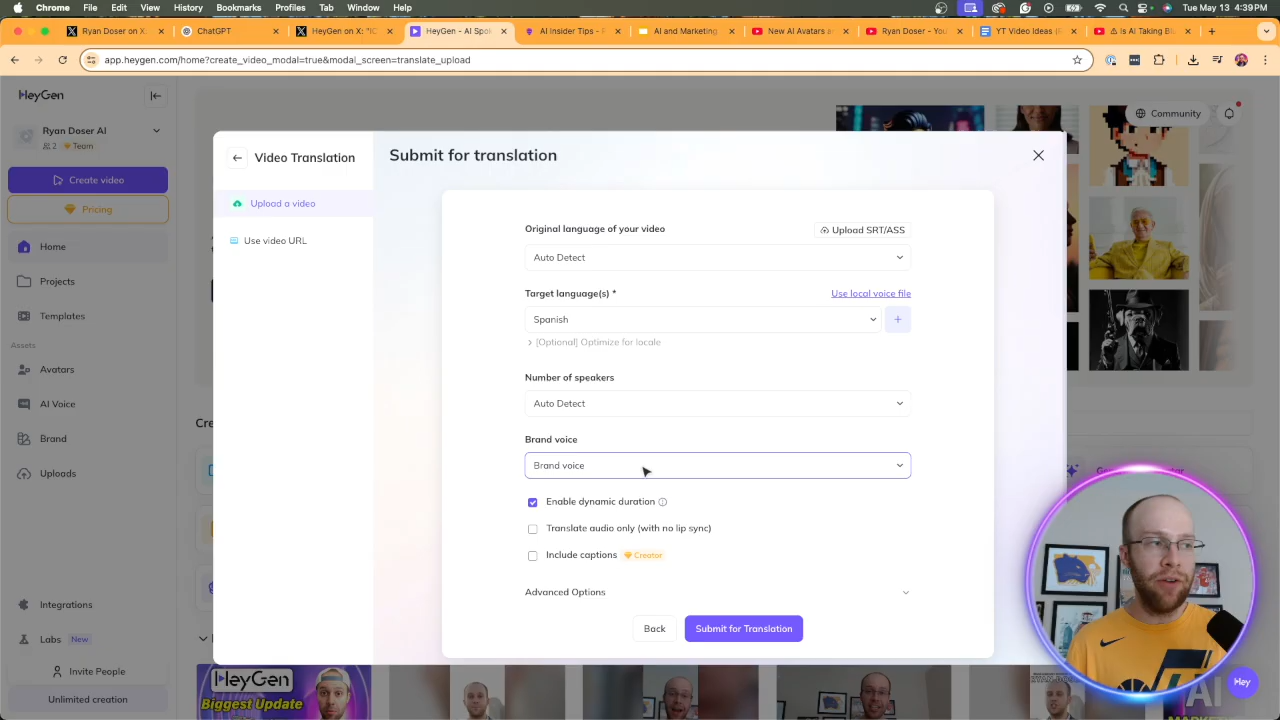 Chrome File Edit View History Bookmarks Profiles Tab Window Help
Tue May 13 4:39 PM
Ryan Doser on X:
ChatGPT
HeyGen on X: "IC
HeyGen - AI Spok
AI Insider Tips - F
AI and Marketing
New AI Avatars an
Ryan Doser - You
YT Video Ideas (R
⚠ Is AI Taking Blu
app.heygen.com/home?create_video_modal=true&modal_screen=translate_upload
HeyGen
Ryan Doser AI
2 Team
Create video
Pricing
Home
Projects
Templates
Assets
Avatars
AI Voice
Brand
Uploads
Integrations
Labs New
Invite People
Unlimited creation
Community
Video Translation
Upload a video
Use video URL
Submit for translation
Original language of your video
Upload SRT/ASS
Auto Detect
Target language(s) *
Use local voice file
Spanish
+
[Optional] Optimize for locale
Number of speakers
Auto Detect
Brand voice
Brand voice
Enable dynamic duration
Translate audio only (with no lip sync)
Include captions Creator
Advanced Options
Back
Submit for Translation
HeyGen
Biggest Update
Hey